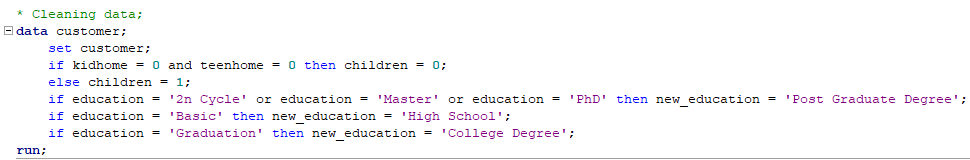 * Cleaning data;
data customer;
set customer;
if kidhome = 0 and teenhome = 0 then children = 0;
else children = 1;
if education = '2n Cycle' or education = 'Master' or education = 'PhD' then new_education = 'Post Graduate Degree';
if education = 'Basic' then new_education = 'High School';
if education = 'Graduation' then new_education = 'College Degree';
run;